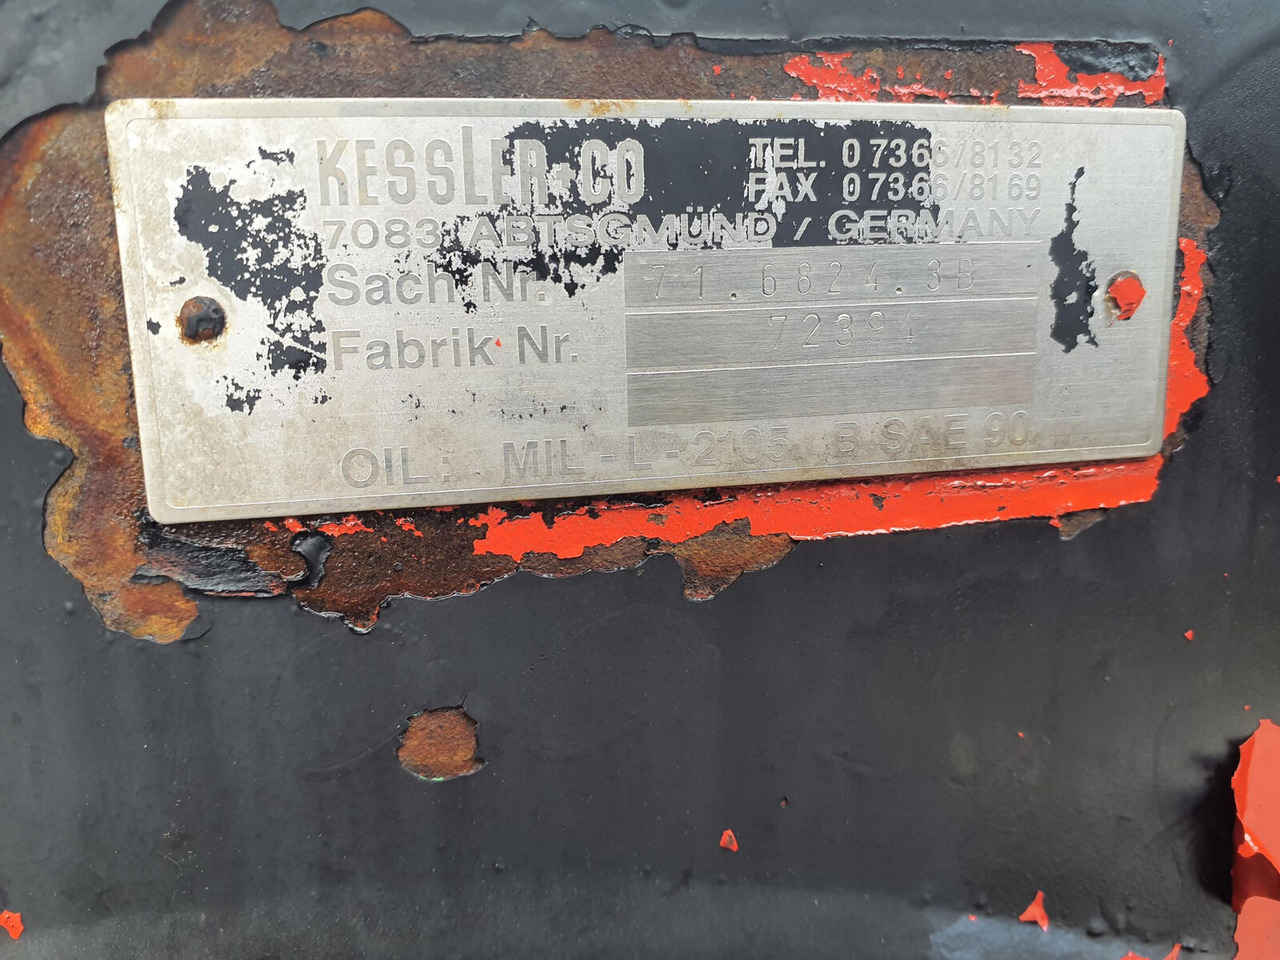 KESSLER+CO TEL. 07366/8132
FAX 07366/8169
7083 ABTSGMÜND / GERMANY
Sach Nr. 71.6824.3B
Fabrik Nr. 72394
OIL: MIL-L-2105 B SAE 90